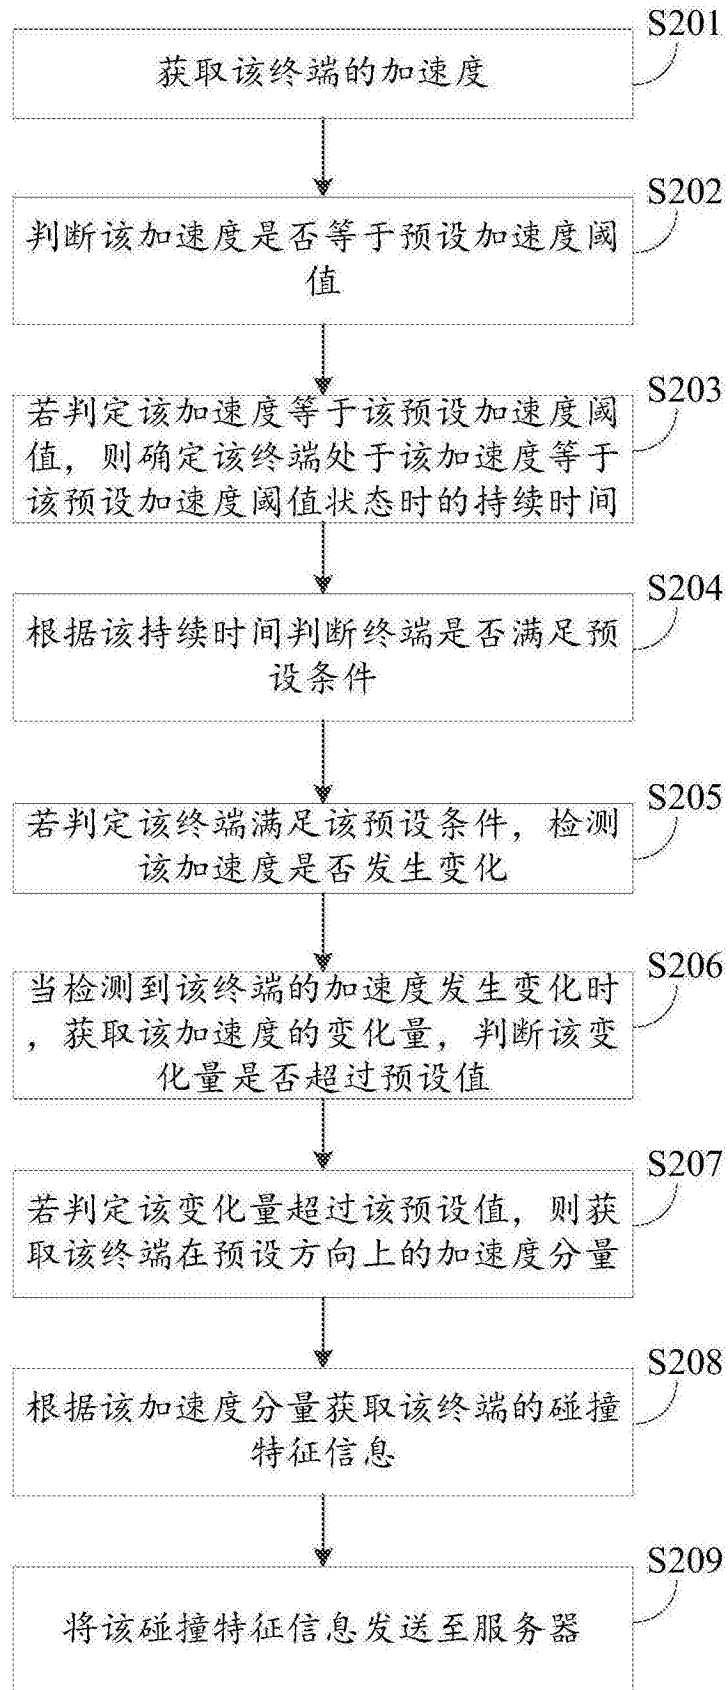 S201
获取该终端的加速度
S202
判断该加速度是否等于预设加速度阈
值
S203
若判定该加速度等于该预设加速度阈
值，则确定该终端处于该加速度等于
该预设加速度阈值状态时的持续时间
S204
根据该持续时间判断终端是否满足预
设条件
S205
若判定该终端满足该预设条件，检测
该加速度是否发生变化
S206
当检测到该终端的加速度发生变化时
，获取该加速度的变化量，判断该变
化量是否超过预设值
S207
若判定该变化量超过该预设值，则获
取该终端在预设方向上的加速度分量
S208
根据该加速度分量获取该终端的碰撞
特征信息
S209
将该碰撞特征信息发送至服务器